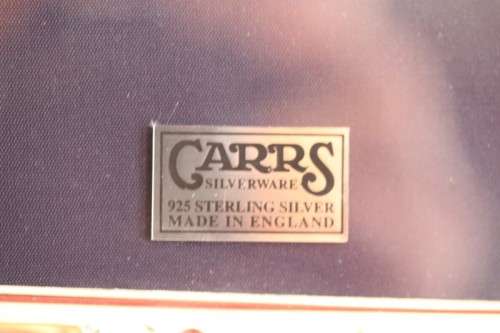 CARRS
SILVERWARE
925 STERLING SILVER
MADE IN ENGLAND